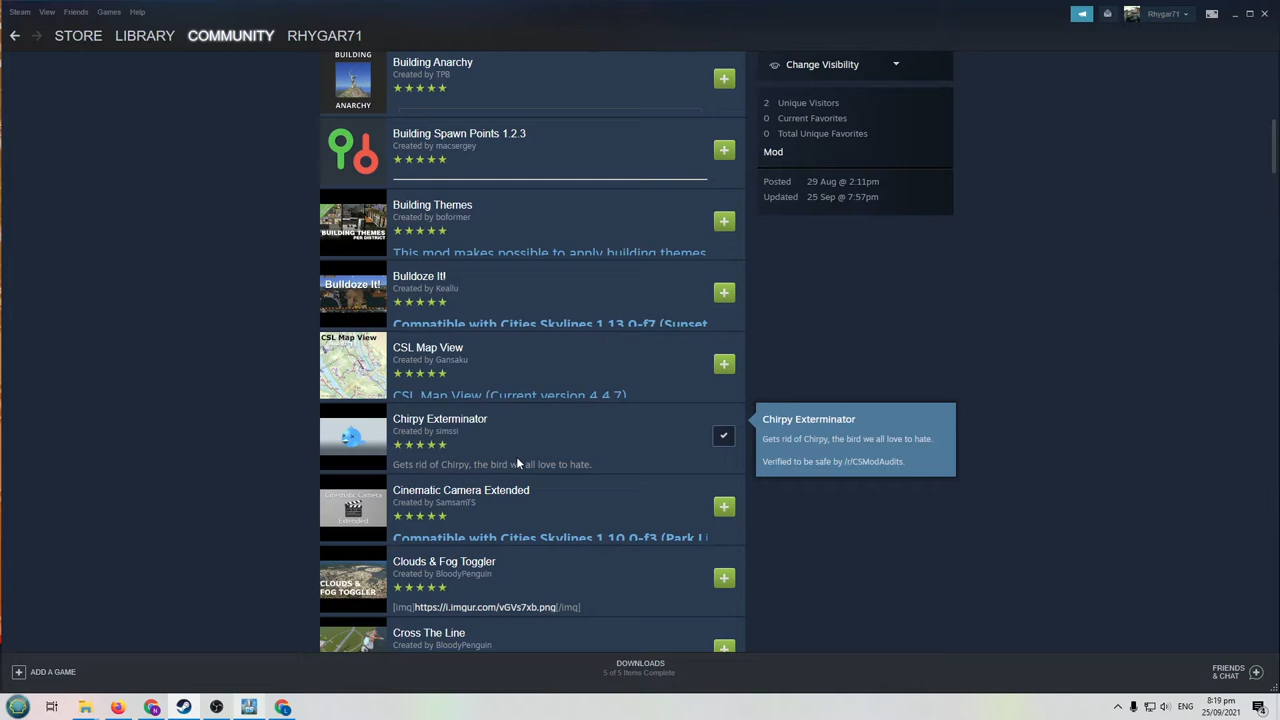 Steam View Friends Games Help
Rhygar71
STORE LIBRARY COMMUNITY RHYGAR71
BUILDING
ANARCHY
Building Anarchy
Created by TPB
Change Visibility
2 Unique Visitors
0 Current Favorites
0 Total Unique Favorites
Mod
Posted 29 Aug @ 2:11pm
Updated 25 Sep @ 7:57pm
Building Spawn Points 1.2.3
Created by macsergey
BUILDING THEMES
PER DISTRICT
Building Themes
Created by boformer
This mod makes possible to apply building themes
Bulldoze It!
Bulldoze It!
Created by Keallu
Compatible with Cities Skylines 1.13.0-f7 (Sunset
CSL Map View
CSL Map View
Created by Gansaku
CSL Map View (Current version 4.4.7)
Chirpy Exterminator
Created by simssi
Gets rid of Chirpy, the bird we all love to hate.
Chirpy Exterminator
Gets rid of Chirpy, the bird we all love to hate.
Verified to be safe by /r/CSModAudits.
Cinematic Camera
Extended
Cinematic Camera Extended
Created by SamsamTS
Compatible with Cities Skylines 1.10.0-f3 (Park Li
CLOUDS &
FOG TOGGLER
Clouds & Fog Toggler
Created by BloodyPenguin
[img]https://i.imgur.com/vGVs7xb.png[/img]
Cross The Line
Created by BloodyPenguin
ADD A GAME
DOWNLOADS
5 of 5 Items Complete
FRIENDS
& CHAT
ENG
8:19 pm
25/09/2021